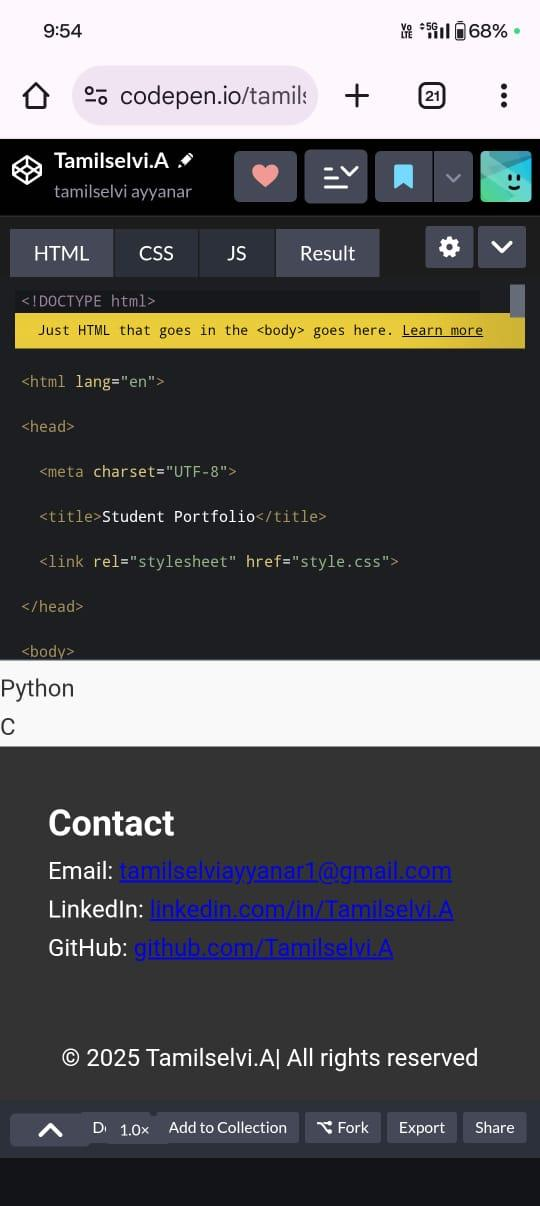 9:54
Vo LTE 5G 68%
codepen.io/tamils
21
Tamilselvi.A
tamilselvi ayyanar
HTML CSS JS Result
<!DOCTYPE html>
Just HTML that goes in the <body> goes here. Learn more
<html lang="en">
<head>
<meta charset="UTF-8">
<title>Student Portfolio</title>
<link rel="stylesheet" href="style.css">
</head>
<body>
Python
C
Contact
Email: tamilselviayyanar1@gmail.com
LinkedIn: linkedin.com/in/Tamilselvi.A
GitHub: github.com/Tamilselvi.A
© 2025 Tamilselvi.A| All rights reserved
1.0× Add to Collection Fork Export Share